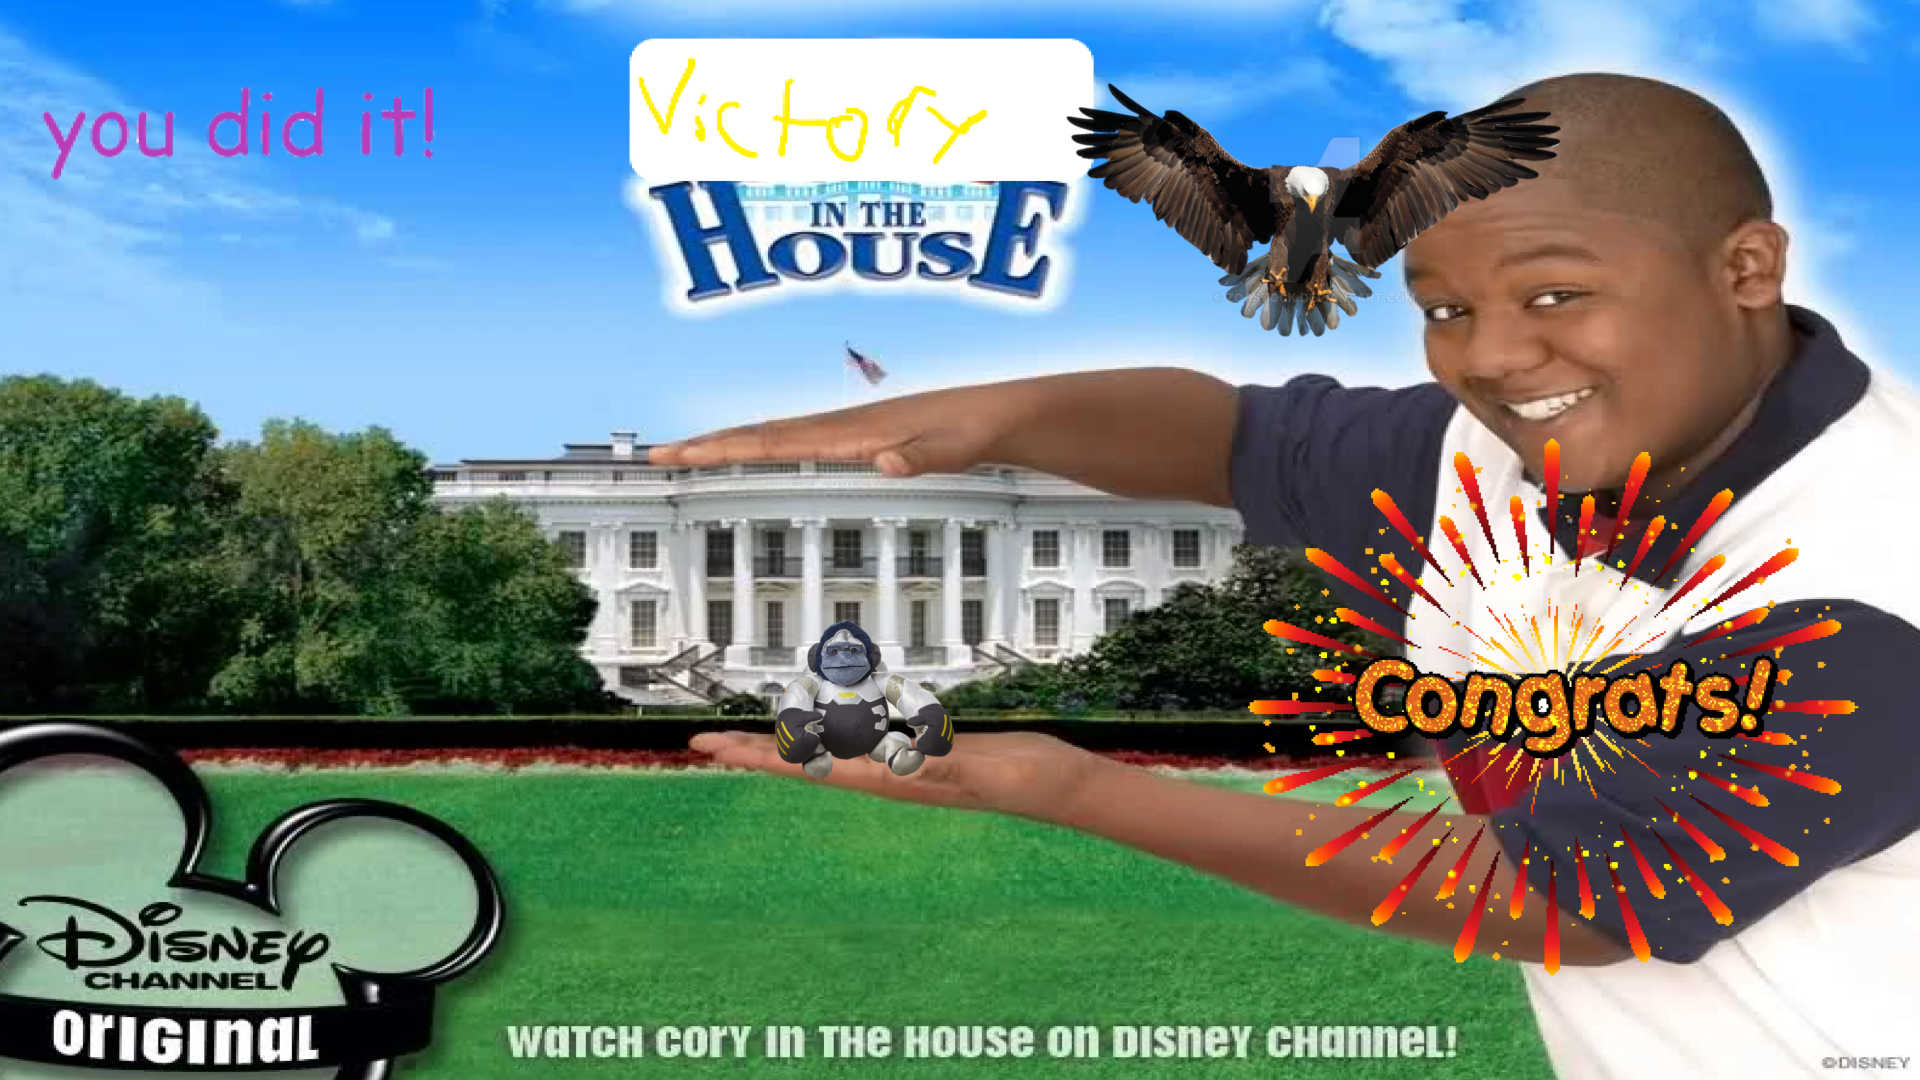 you did it!
Victory
IN THE
HOUSE
Congrats!
DISNEY
CHANNEL
ORIGINAL
WATCH CORY IN THE HOUSE ON DISNEY CHANNEL!
©DISNEY